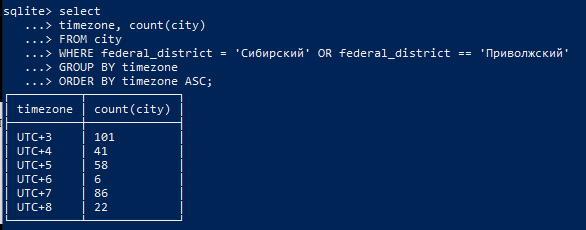 sqlite> select
...> timezone, count(city)
...> FROM city
...> WHERE federal_district = 'Сибирский' OR federal_district == 'Приволжский'
...> GROUP BY timezone
...> ORDER BY timezone ASC;
timezone count(city)
UTC+3 101
UTC+4 41
UTC+5 58
UTC+6 6
UTC+7 86
UTC+8 22